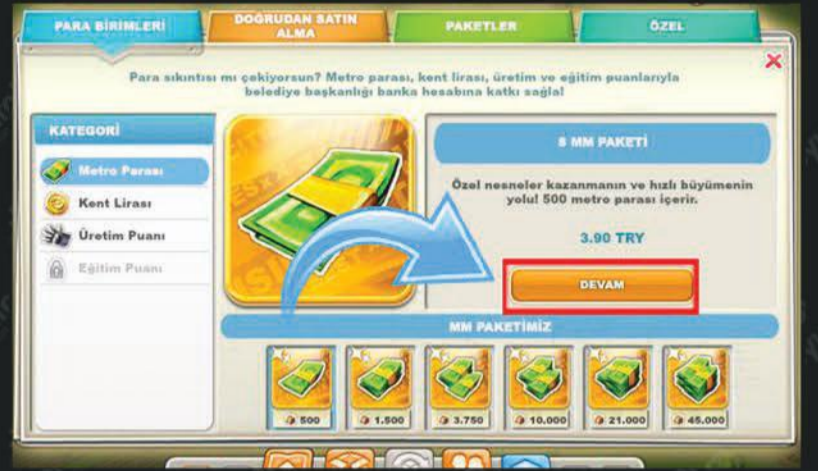 PARA BİRİMLERİ
DOĞRUDAN SATIN
ALMA
PAKETLER
ÖZEL
Para sıkıntısı mı çekiyorsun? Metro parası, kent lirası, üretim ve eğitim puanlarıyla
belediye başkanlığı banka hesabına katkı sağla!
KATEGORİ
Metro Parası
Kent Lirası
Üretim Puanı
Eğitim Puanı
8 MM PAKETİ
Özel nesneler kazanmanın ve hızlı büyümenin
yolu! 500 metro parası içerir.
3.90 TRY
DEVAM
MM PAKETİMİZ
500
1.500
3.750
10.000
21.000
45.000